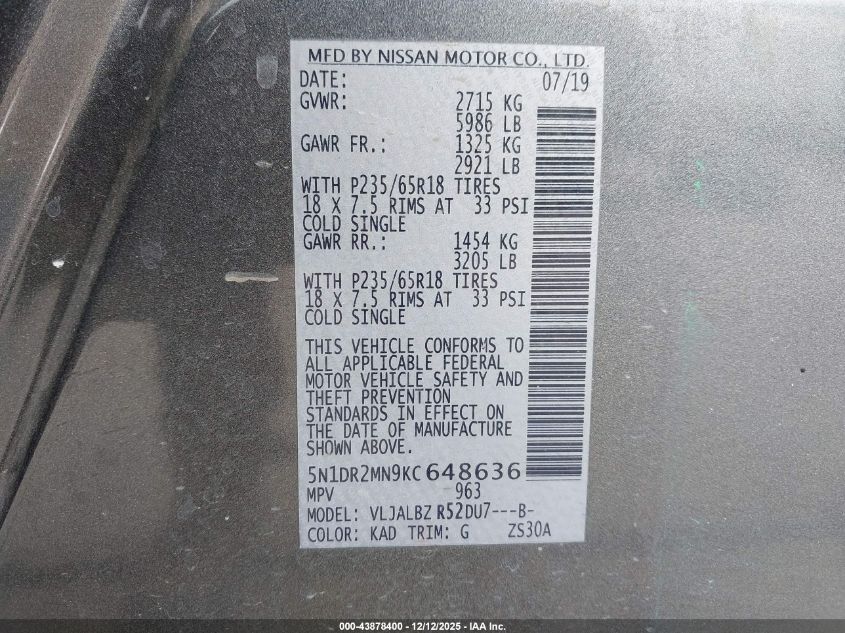 MFD BY NISSAN MOTOR CO., LTD.
DATE: 07/19
GVWR: 2715 KG
5986 LB
GAWR FR.: 1325 KG
2921 LB
WITH P235/65R18 TIRES
18 X 7.5 RIMS AT 33 PSI
COLD SINGLE
GAWR RR.: 1454 KG
3205 LB
WITH P235/65R18 TIRES
18 X 7.5 RIMS AT 33 PSI
COLD SINGLE
THIS VEHICLE CONFORMS TO
ALL APPLICABLE FEDERAL
MOTOR VEHICLE SAFETY AND
THEFT PREVENTION
STANDARDS IN EFFECT ON
THE DATE OF MANUFACTURE
SHOWN ABOVE.
5N1DR2MN9KC648636
MPV 963
MODEL: VLJALBZ R52DU7---B-
COLOR: KAD TRIM: G ZS30A
000-43878400 - 12/12/2025 - IAA Inc.